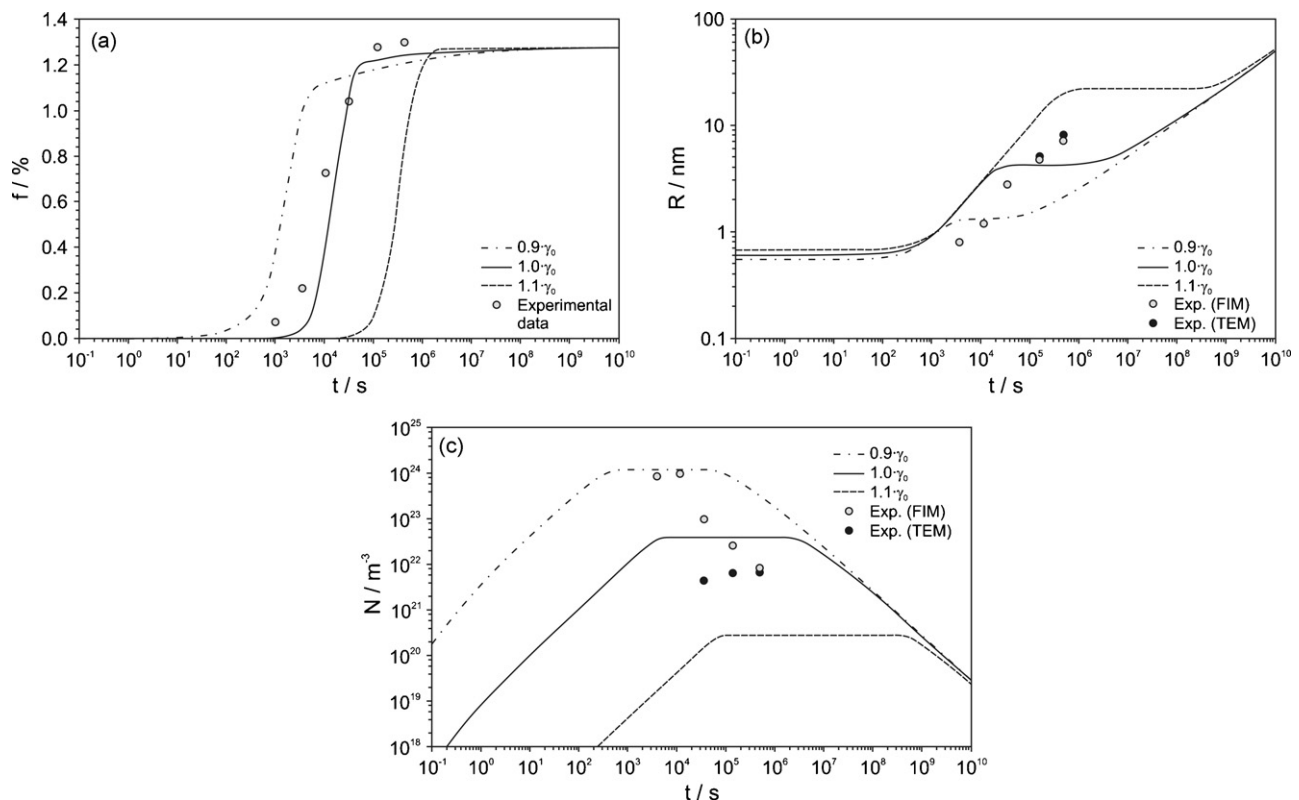 (a)
f / %
1.4
1.2
1.0
0.8
0.6
0.4
0.2
0.0
0.9·γ₀
1.0·γ₀
1.1·γ₀
Experimental
data
10⁻¹ 10⁰ 10¹ 10² 10³ 10⁴ 10⁵ 10⁶ 10⁷ 10⁸ 10⁹ 10¹⁰
t / s
(b)
R / nm
100
10
1
0.1
0.9·γ₀
1.0·γ₀
1.1·γ₀
Exp. (FIM)
Exp. (TEM)
10⁻¹ 10⁰ 10¹ 10² 10³ 10⁴ 10⁵ 10⁶ 10⁷ 10⁸ 10⁹ 10¹⁰
t / s
(c)
N / m⁻³
10²⁵
10²⁴
10²³
10²²
10²¹
10²⁰
10¹⁹
10¹⁸
0.9·γ₀
1.0·γ₀
1.1·γ₀
Exp. (FIM)
Exp. (TEM)
10⁻¹ 10⁰ 10¹ 10² 10³ 10⁴ 10⁵ 10⁶ 10⁷ 10⁸ 10⁹ 10¹⁰
t / s